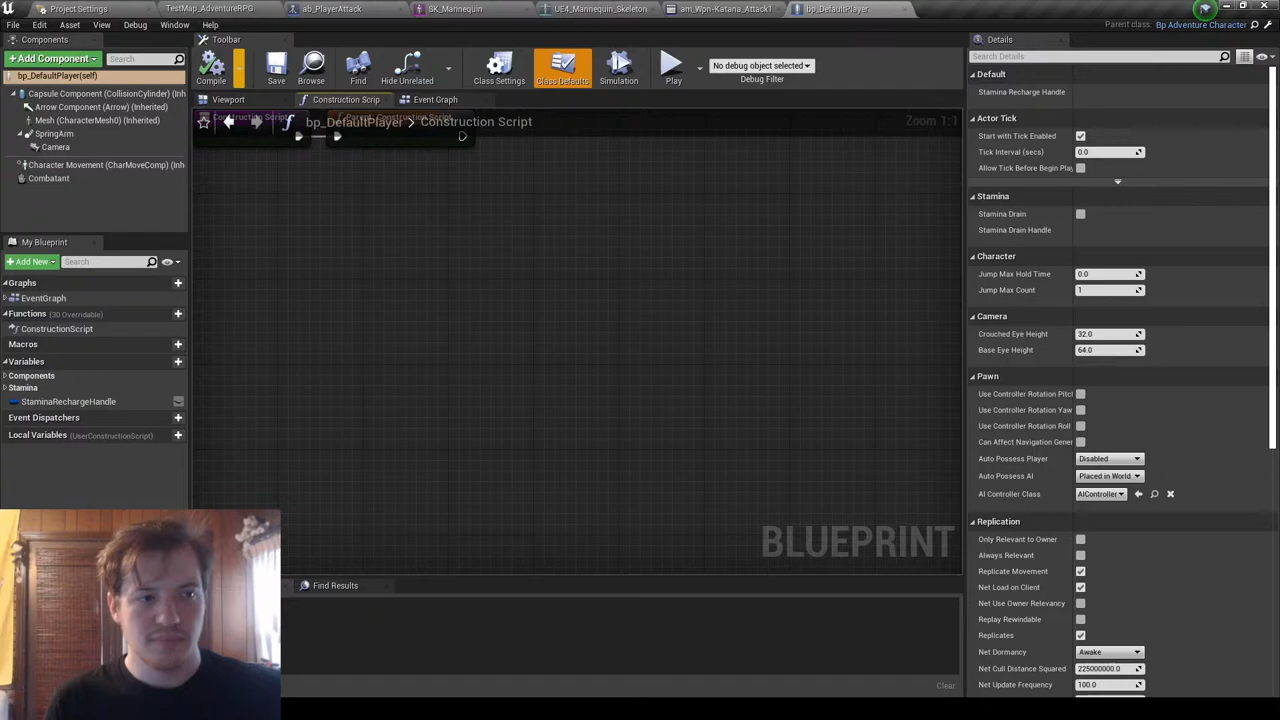 Project Settings
TestMap_AdventureRPG
ab_PlayerAttack
SK_Mannequin
UE4_Mannequin_Skeleton
am_Wpn-Katana_Attack1
bp_DefaultPlayer
File Edit Asset View Debug Window Help
Parent class: Bp Adventure Character
Components
+ Add Component
Search
bp_DefaultPlayer(self)
Capsule Component (CollisionCylinder) (Inh
Arrow Component (Arrow) (Inherited)
Mesh (CharacterMesh0) (Inherited)
SpringArm
Camera
Character Movement (CharMoveComp) (Inh
Combatant
My Blueprint
+ Add New
Search
Graphs
EventGraph
Functions (30 Overridable)
ConstructionScript
Macros
Variables
Components
Stamina
StaminaRechargeHandle
Event Dispatchers
Local Variables (UserConstructionScript)
Toolbar
Compile
Save
Browse
Find
Hide Unrelated
Class Settings
Class Defaults
Simulation
Play
No debug object selected
Debug Filter
Viewport
Construction Scrip
Event Graph
bp_DefaultPlayer > Construction Script
Zoom 1:1
BLUEPRINT
Find Results
Clear
Details
Search Details
Default
Stamina Recharge Handle
Actor Tick
Start with Tick Enabled
Tick Interval (secs) 0.0
Allow Tick Before Begin Play
Stamina
Stamina Drain
Stamina Drain Handle
Character
Jump Max Hold Time 0.0
Jump Max Count 1
Camera
Crouched Eye Height 32.0
Base Eye Height 64.0
Pawn
Use Controller Rotation Pitch
Use Controller Rotation Yaw
Use Controller Rotation Roll
Can Affect Navigation Gener
Auto Possess Player Disabled
Auto Possess AI Placed in World
AI Controller Class AIController
Replication
Only Relevant to Owner
Always Relevant
Replicate Movement
Net Load on Client
Net Use Owner Relevancy
Replay Rewindable
Replicates
Net Dormancy Awake
Net Cull Distance Squared 225000000.0
Net Update Frequency 100.0